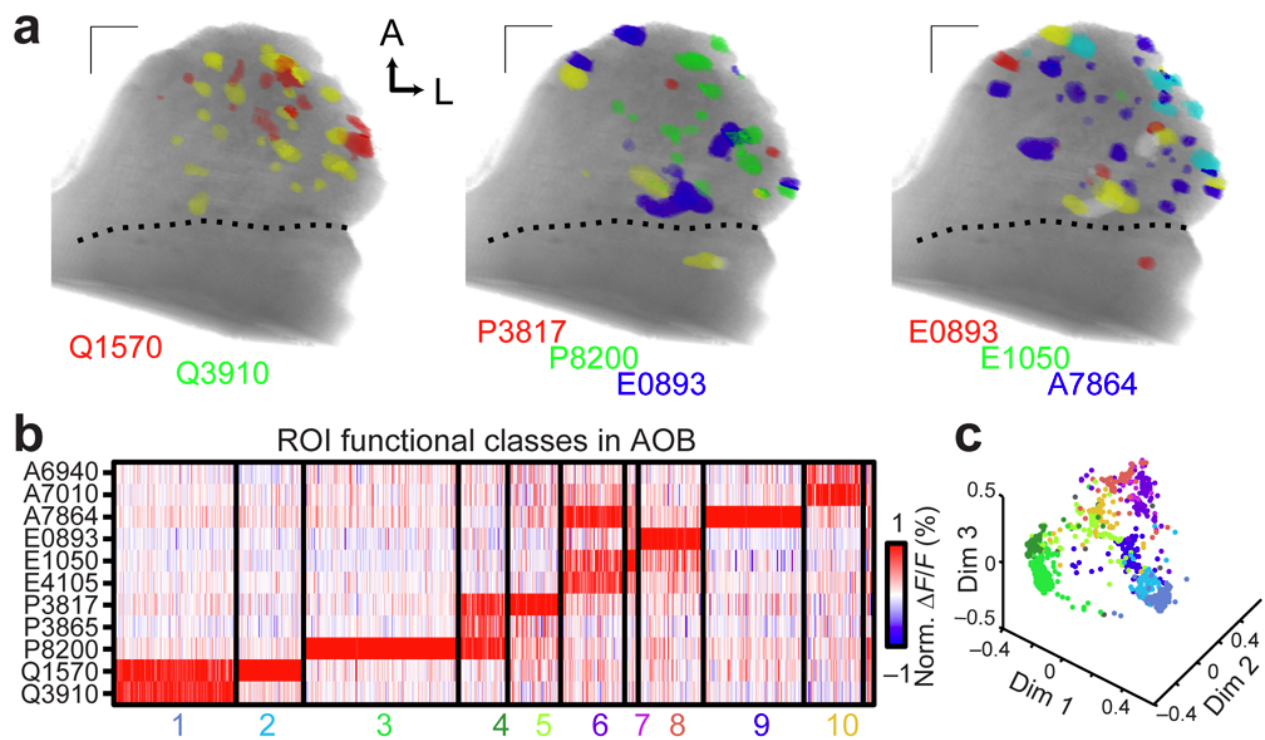 a
A
L
Q1570
Q3910
P3817
P8200
E0893
E0893
E1050
A7864
b
ROI functional classes in AOB
A6940
A7010
A7864
E0893
E1050
E4105
P3817
P3865
P8200
Q1570
Q3910
1 2 3 4 5 6 7 8 9 10
1
–1
Norm. ΔF/F (%)
c
0.5
0
–0.5
Dim 3
–0.4
0
0.4
Dim 1
–0.4
0
0.4
Dim 2